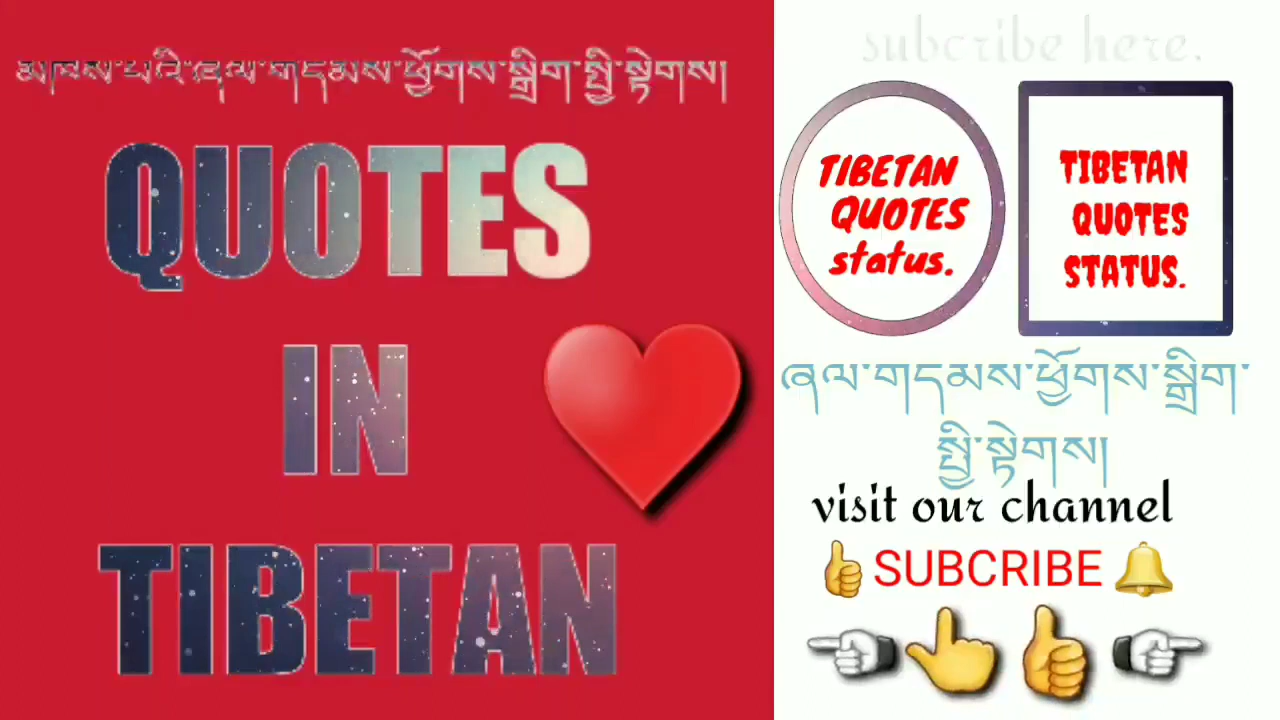 མཁས་པའི་ཞལ་གདམས་ཕྱོགས་སྒྲིག་སྤྱི་སྟེགས།
QUOTES
IN
TIBETAN
subcribe here.
TIBETAN
QUOTES
status.
TIBETAN
QUOTES
STATUS.
ཞལ་གདམས་ཕྱོགས་སྒྲིག་
སྤྱི་སྟེགས།
visit our channel
SUBCRIBE